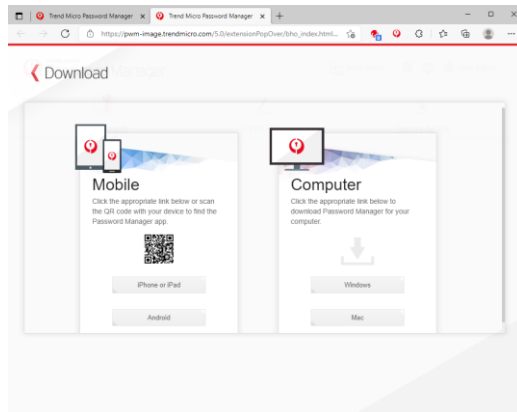 Trend Micro Password Manager
Trend Micro Password Manager
https://pwm-image.trendmicro.com/5.0/extensionPopOver/bho_index.html...
Download
Mobile
Click the appropriate link below or scan
the QR code with your device to find the
Password Manager app.
iPhone or iPad
Android
Computer
Click the appropriate link below to
download Password Manager for your
computer.
Windows
Mac